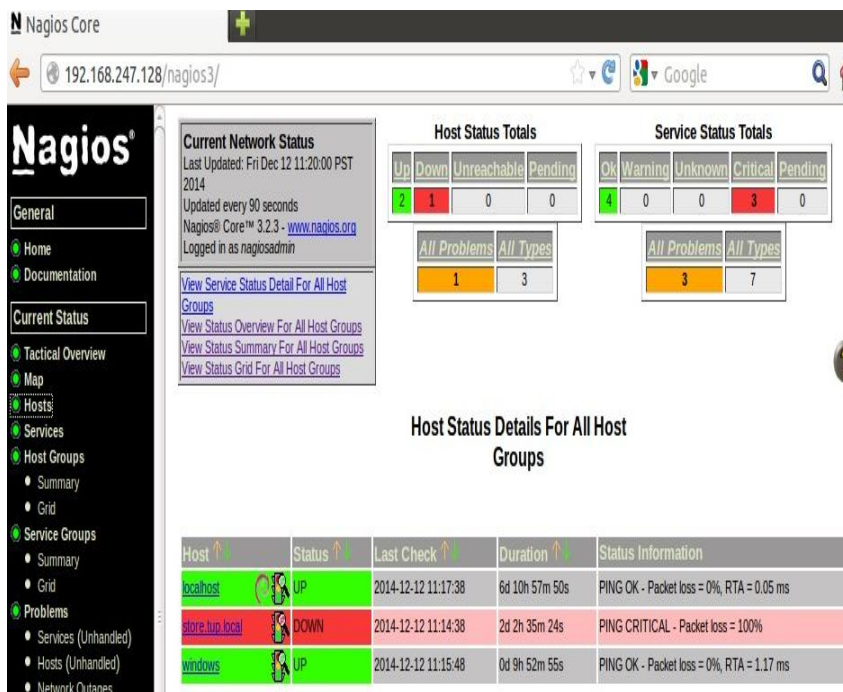 Nagios Core
192.168.247.128/nagios3/
Google
Nagios®
General
Home
Documentation
Current Status
Tactical Overview
Map
Hosts
Services
Host Groups
Summary
Grid
Service Groups
Summary
Grid
Problems
Services (Unhandled)
Hosts (Unhandled)
Network Outages
Current Network Status
Last Updated: Fri Dec 12 11:20:00 PST
2014
Updated every 90 seconds
Nagios® Core™ 3.2.3 - www.nagios.org
Logged in as nagiosadmin
View Service Status Detail For All Host
Groups
View Status Overview For All Host Groups
View Status Summary For All Host Groups
View Status Grid For All Host Groups
Host Status Totals
Up Down Unreachable Pending
2 1 0 0
All Problems All Types
1 3
Service Status Totals
Ok Warning Unknown Critical Pending
4 0 0 3 0
All Problems All Types
3 7
Host Status Details For All Host
Groups
Host Status Last Check Duration Status Information
localhost UP 2014-12-12 11:17:38 6d 10h 57m 50s PING OK - Packet loss = 0%, RTA = 0.05 ms
store.tup.local DOWN 2014-12-12 11:14:38 2d 2h 35m 24s PING CRITICAL - Packet loss = 100%
windows UP 2014-12-12 11:15:48 0d 9h 52m 55s PING OK - Packet loss = 0%, RTA = 1.17 ms